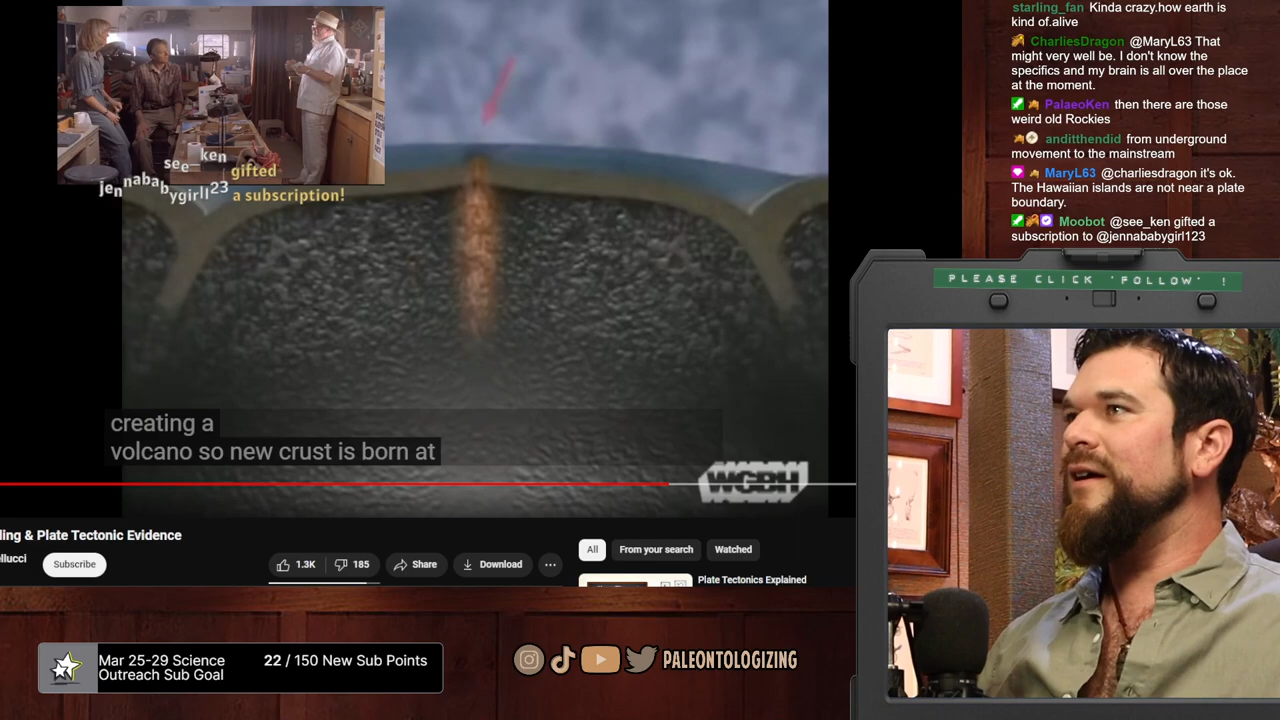 see_ken gifted
jennababygirll23 a subscription!
creating a
volcano so new crust is born at
WGBH
ling & Plate Tectonic Evidence
ellucci
Subscribe
1.3K
185
Share
Download
All
From your search
Watched
Plate Tectonics Explained
Mar 25-29 Science
Outreach Sub Goal
22 / 150 New Sub Points
PALEONTOLOGIZING
starling_fan Kinda crazy.how earth is
kind of.alive
CharliesDragon @MaryL63 That
might very well be. I don't know the
specifics and my brain is all over the place
at the moment.
PalaeoKen then there are those
weird old Rockies
anditthendid from underground
movement to the mainstream
MaryL63 @charliesdragon it's ok.
The Hawaiian islands are not near a plate
boundary.
Moobot @see_ken gifted a
subscription to @jennababygirl123
PLEASE CLICK 'FOLLOW' !